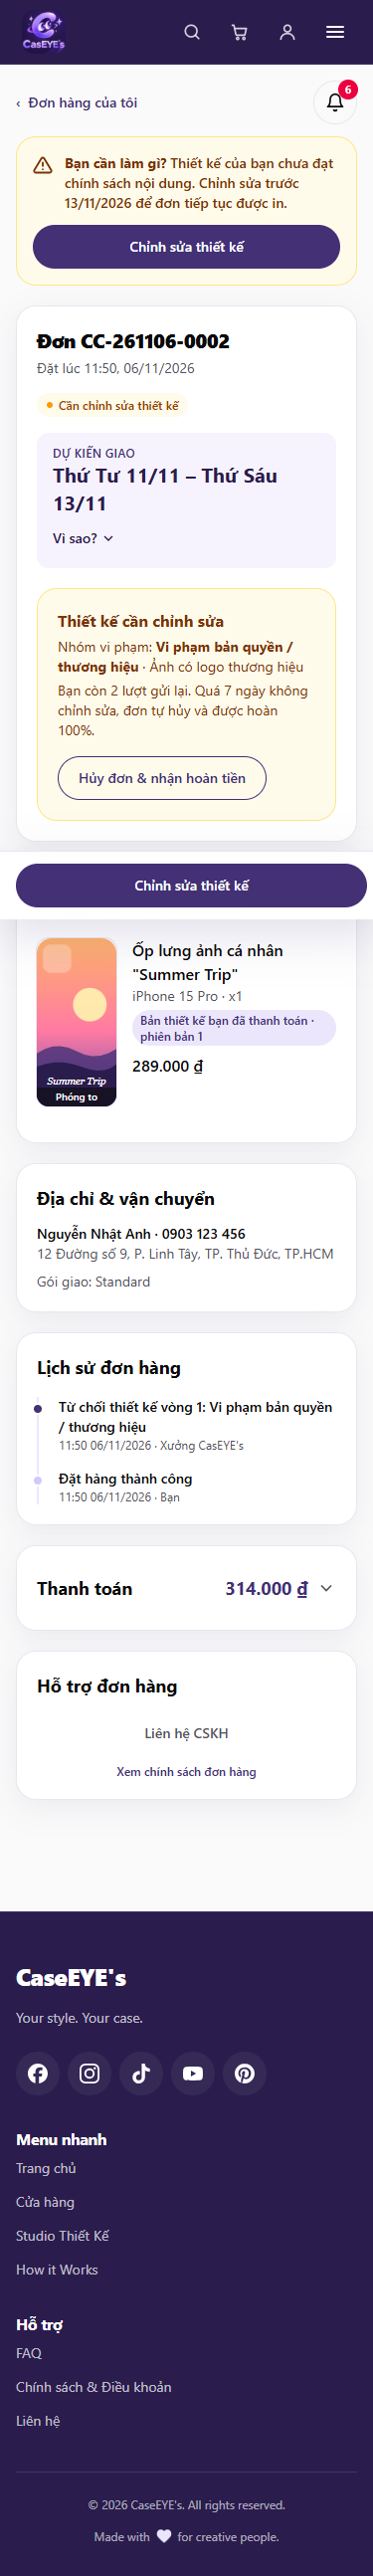 CasEYE's
‹ Đơn hàng của tôi
6
Bạn cần làm gì? Thiết kế của bạn chưa đạt
chính sách nội dung. Chỉnh sửa trước
13/11/2026 để đơn tiếp tục được in.
Chỉnh sửa thiết kế
Đơn CC-261106-0002
Đặt lúc 11:50, 06/11/2026
Cần chỉnh sửa thiết kế
DỰ KIẾN GIAO
Thứ Tư 11/11 – Thứ Sáu
13/11
Vì sao?
Thiết kế cần chỉnh sửa
Nhóm vi phạm: Vi phạm bản quyền /
thương hiệu · Ảnh có logo thương hiệu
Bạn còn 2 lượt gửi lại. Quá 7 ngày không
chỉnh sửa, đơn tự hủy và được hoàn
100%.
Hủy đơn & nhận hoàn tiền
Chỉnh sửa thiết kế
Ốp lưng ảnh cá nhân
"Summer Trip"
iPhone 15 Pro · x1
Bản thiết kế bạn đã thanh toán ·
phiên bản 1
289.000 ₫
Summer Trip
Phóng to
Địa chỉ & vận chuyển
Nguyễn Nhật Anh · 0903 123 456
12 Đường số 9, P. Linh Tây, TP. Thủ Đức, TP.HCM
Gói giao: Standard
Lịch sử đơn hàng
Từ chối thiết kế vòng 1: Vi phạm bản quyền
/ thương hiệu
11:50 06/11/2026 · Xưởng CasEYE's
Đặt hàng thành công
11:50 06/11/2026 · Bạn
Thanh toán 314.000 ₫
Hỗ trợ đơn hàng
Liên hệ CSKH
Xem chính sách đơn hàng
CaseEYE's
Your style. Your case.
Menu nhanh
Trang chủ
Cửa hàng
Studio Thiết Kế
How it Works
Hỗ trợ
FAQ
Chính sách & Điều khoản
Liên hệ
© 2026 CaseEYE's. All rights reserved.
Made with 🤍 for creative people.